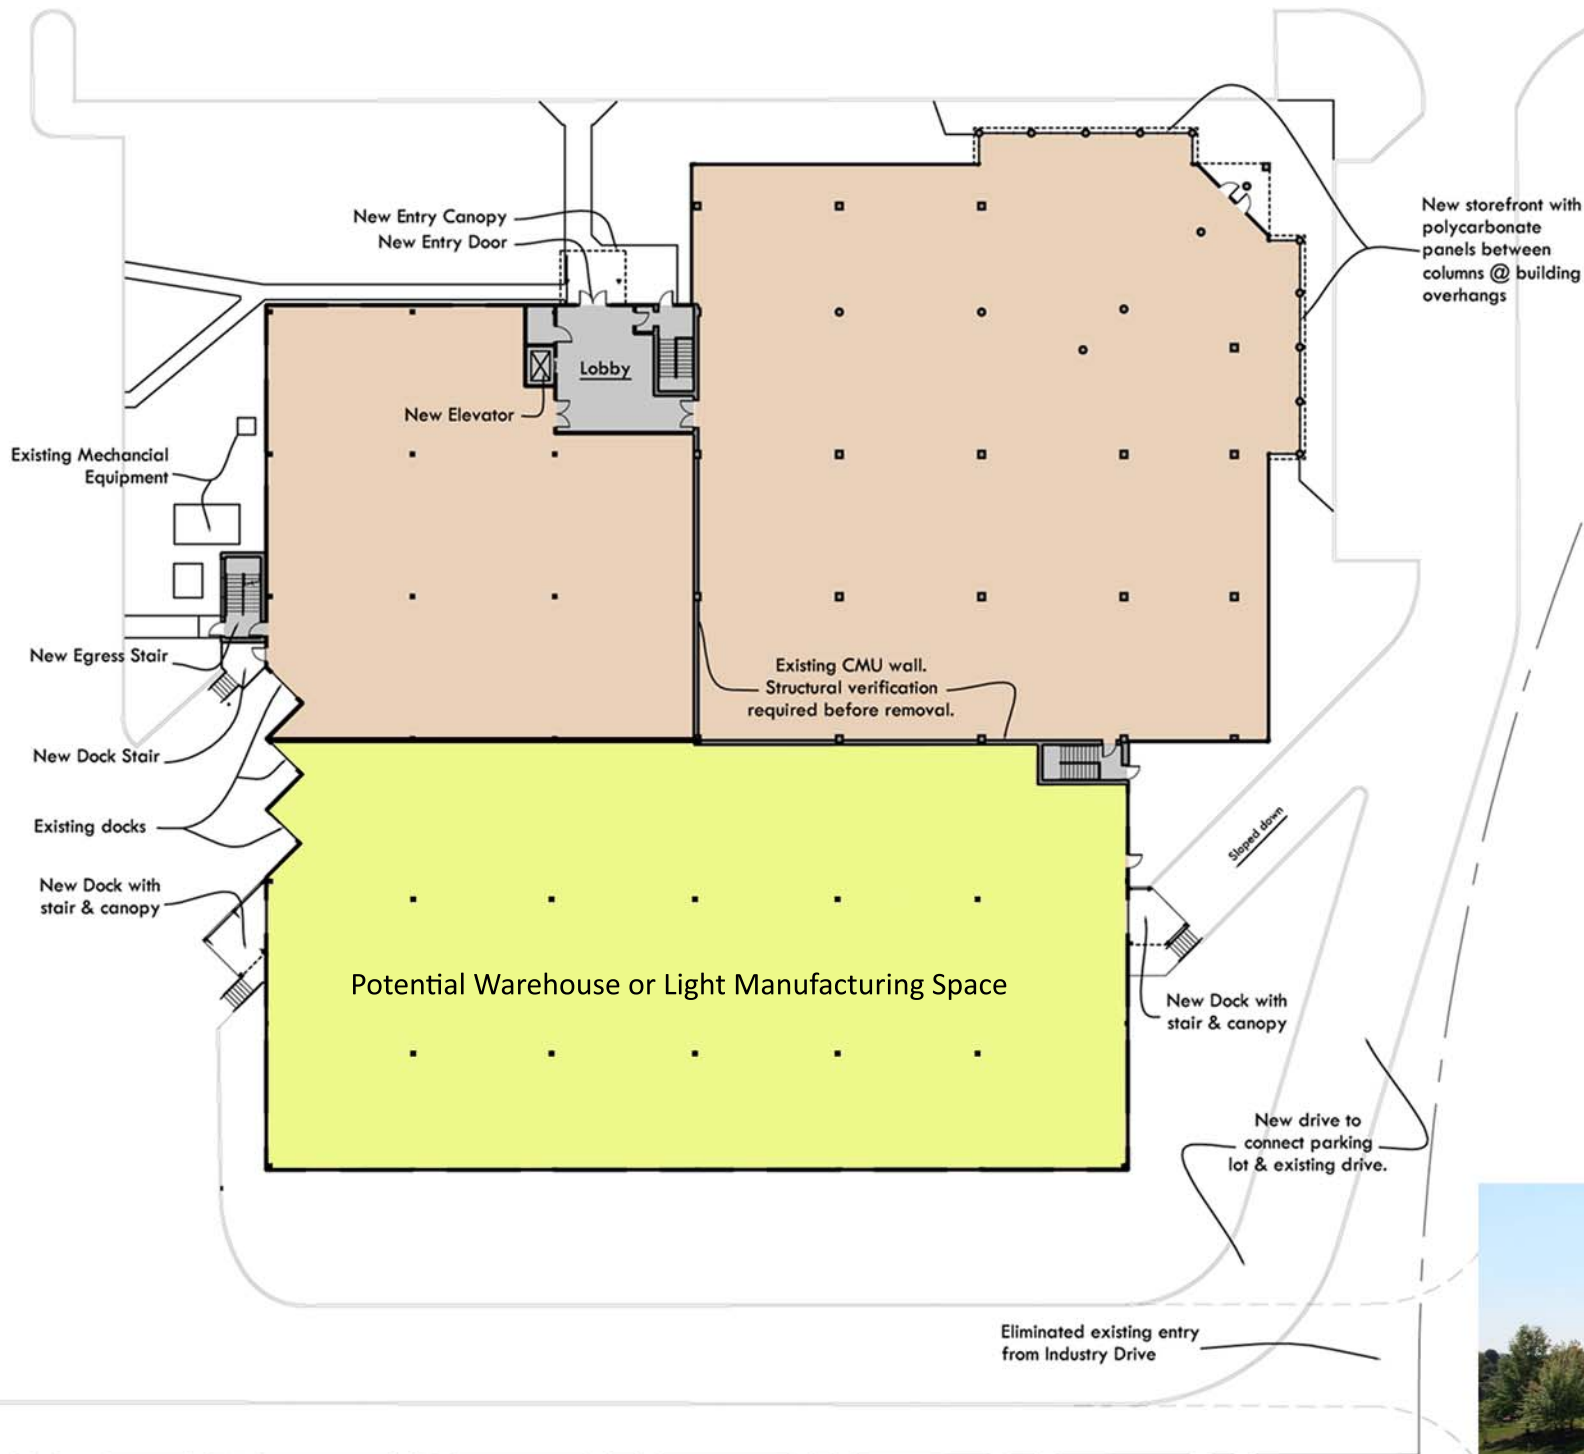 New Entry Canopy
New Entry Door
New storefront with
polycarbonate
panels between
columns @ building
overhangs
Lobby
New Elevator
Existing Mechancial
Equipment
New Egress Stair
Existing CMU wall.
Structural verification
required before removal.
New Dock Stair
Existing docks
Sloped down
New Dock with
stair & canopy
Potential Warehouse or Light Manufacturing Space
New Dock with
stair & canopy
New drive to
connect parking
lot & existing drive.
Eliminated existing entry
from Industry Drive